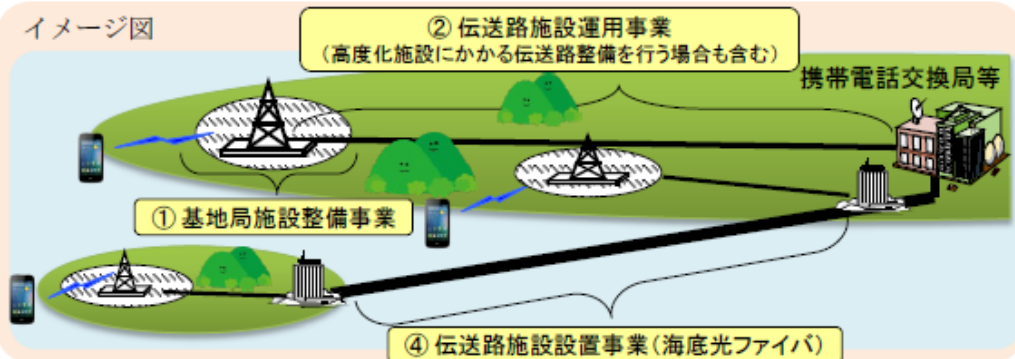 イメージ図
② 伝送路施設運用事業
(高度化施設にかかる伝送路整備を行う場合も含む)
携帯電話交換局等
① 基地局施設整備事業
④ 伝送路施設設置事業(海底光ファイバ)